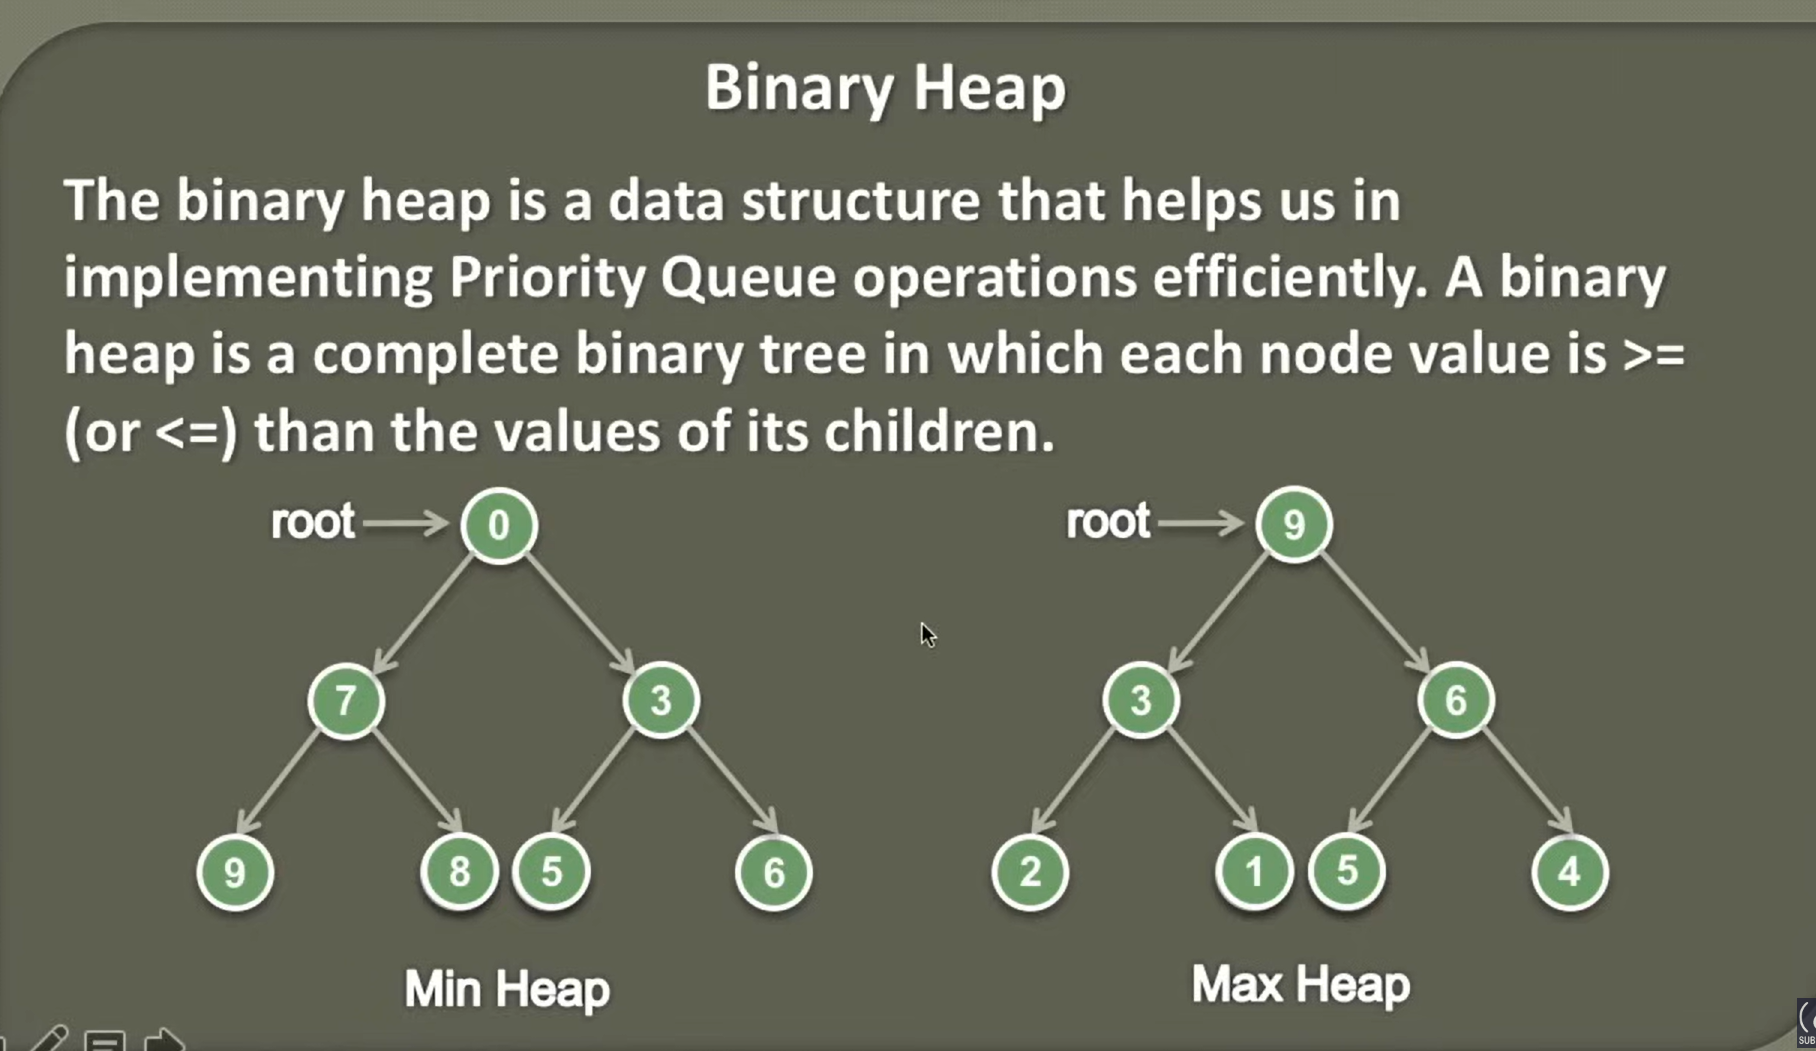 Binary Heap
The binary heap is a data structure that helps us in
implementing Priority Queue operations efficiently. A binary
heap is a complete binary tree in which each node value is >=
(or <=) than the values of its children.
root 0 root 9
7 3 3 6
9 8 5 6 2 1 5 4
Min Heap Max Heap
SUB